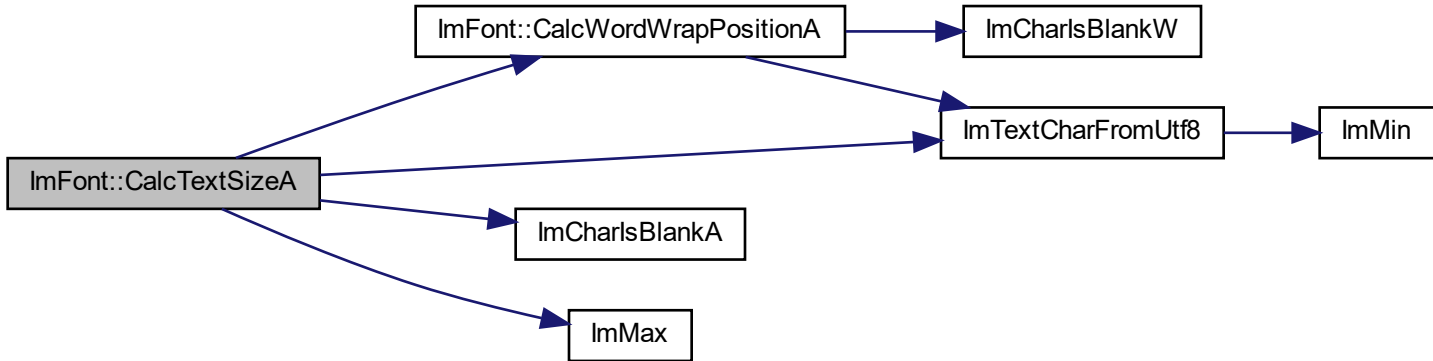 ImFont::CalcWordWrapPositionA
ImCharIsBlankW
ImTextCharFromUtf8
ImMin
ImFont::CalcTextSizeA
ImCharIsBlankA
ImMax